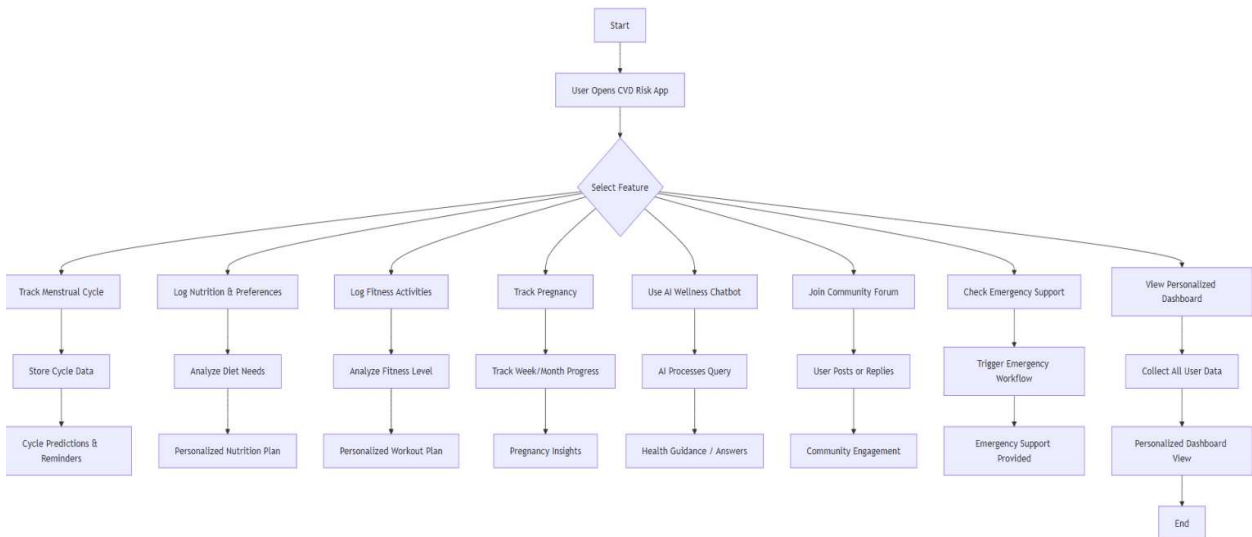 Start
User Opens CVD Risk App
Select Feature
Track Menstrual Cycle
Log Nutrition & Preferences
Log Fitness Activities
Track Pregnancy
Use AI Wellness Chatbot
Join Community Forum
Check Emergency Support
View Personalized
Dashboard
Store Cycle Data
Analyze Diet Needs
Analyze Fitness Level
Track Week/Month Progress
AI Processes Query
User Posts or Replies
Trigger Emergency
Workflow
Collect All User Data
Cycle Predictions &
Reminders
Personalized Nutrition Plan
Personalized Workout Plan
Pregnancy Insights
Health Guidance / Answers
Community Engagement
Emergency Support
Provided
Personalized Dashboard
View
End